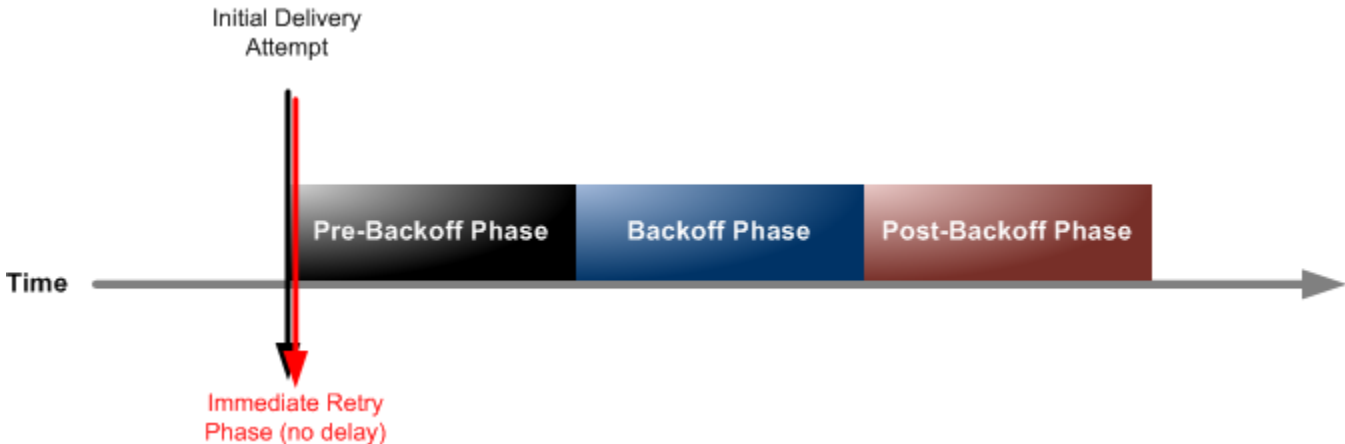 Initial Delivery
Attempt
Pre-Backoff Phase
Backoff Phase
Post-Backoff Phase
Time
Immediate Retry
Phase (no delay)